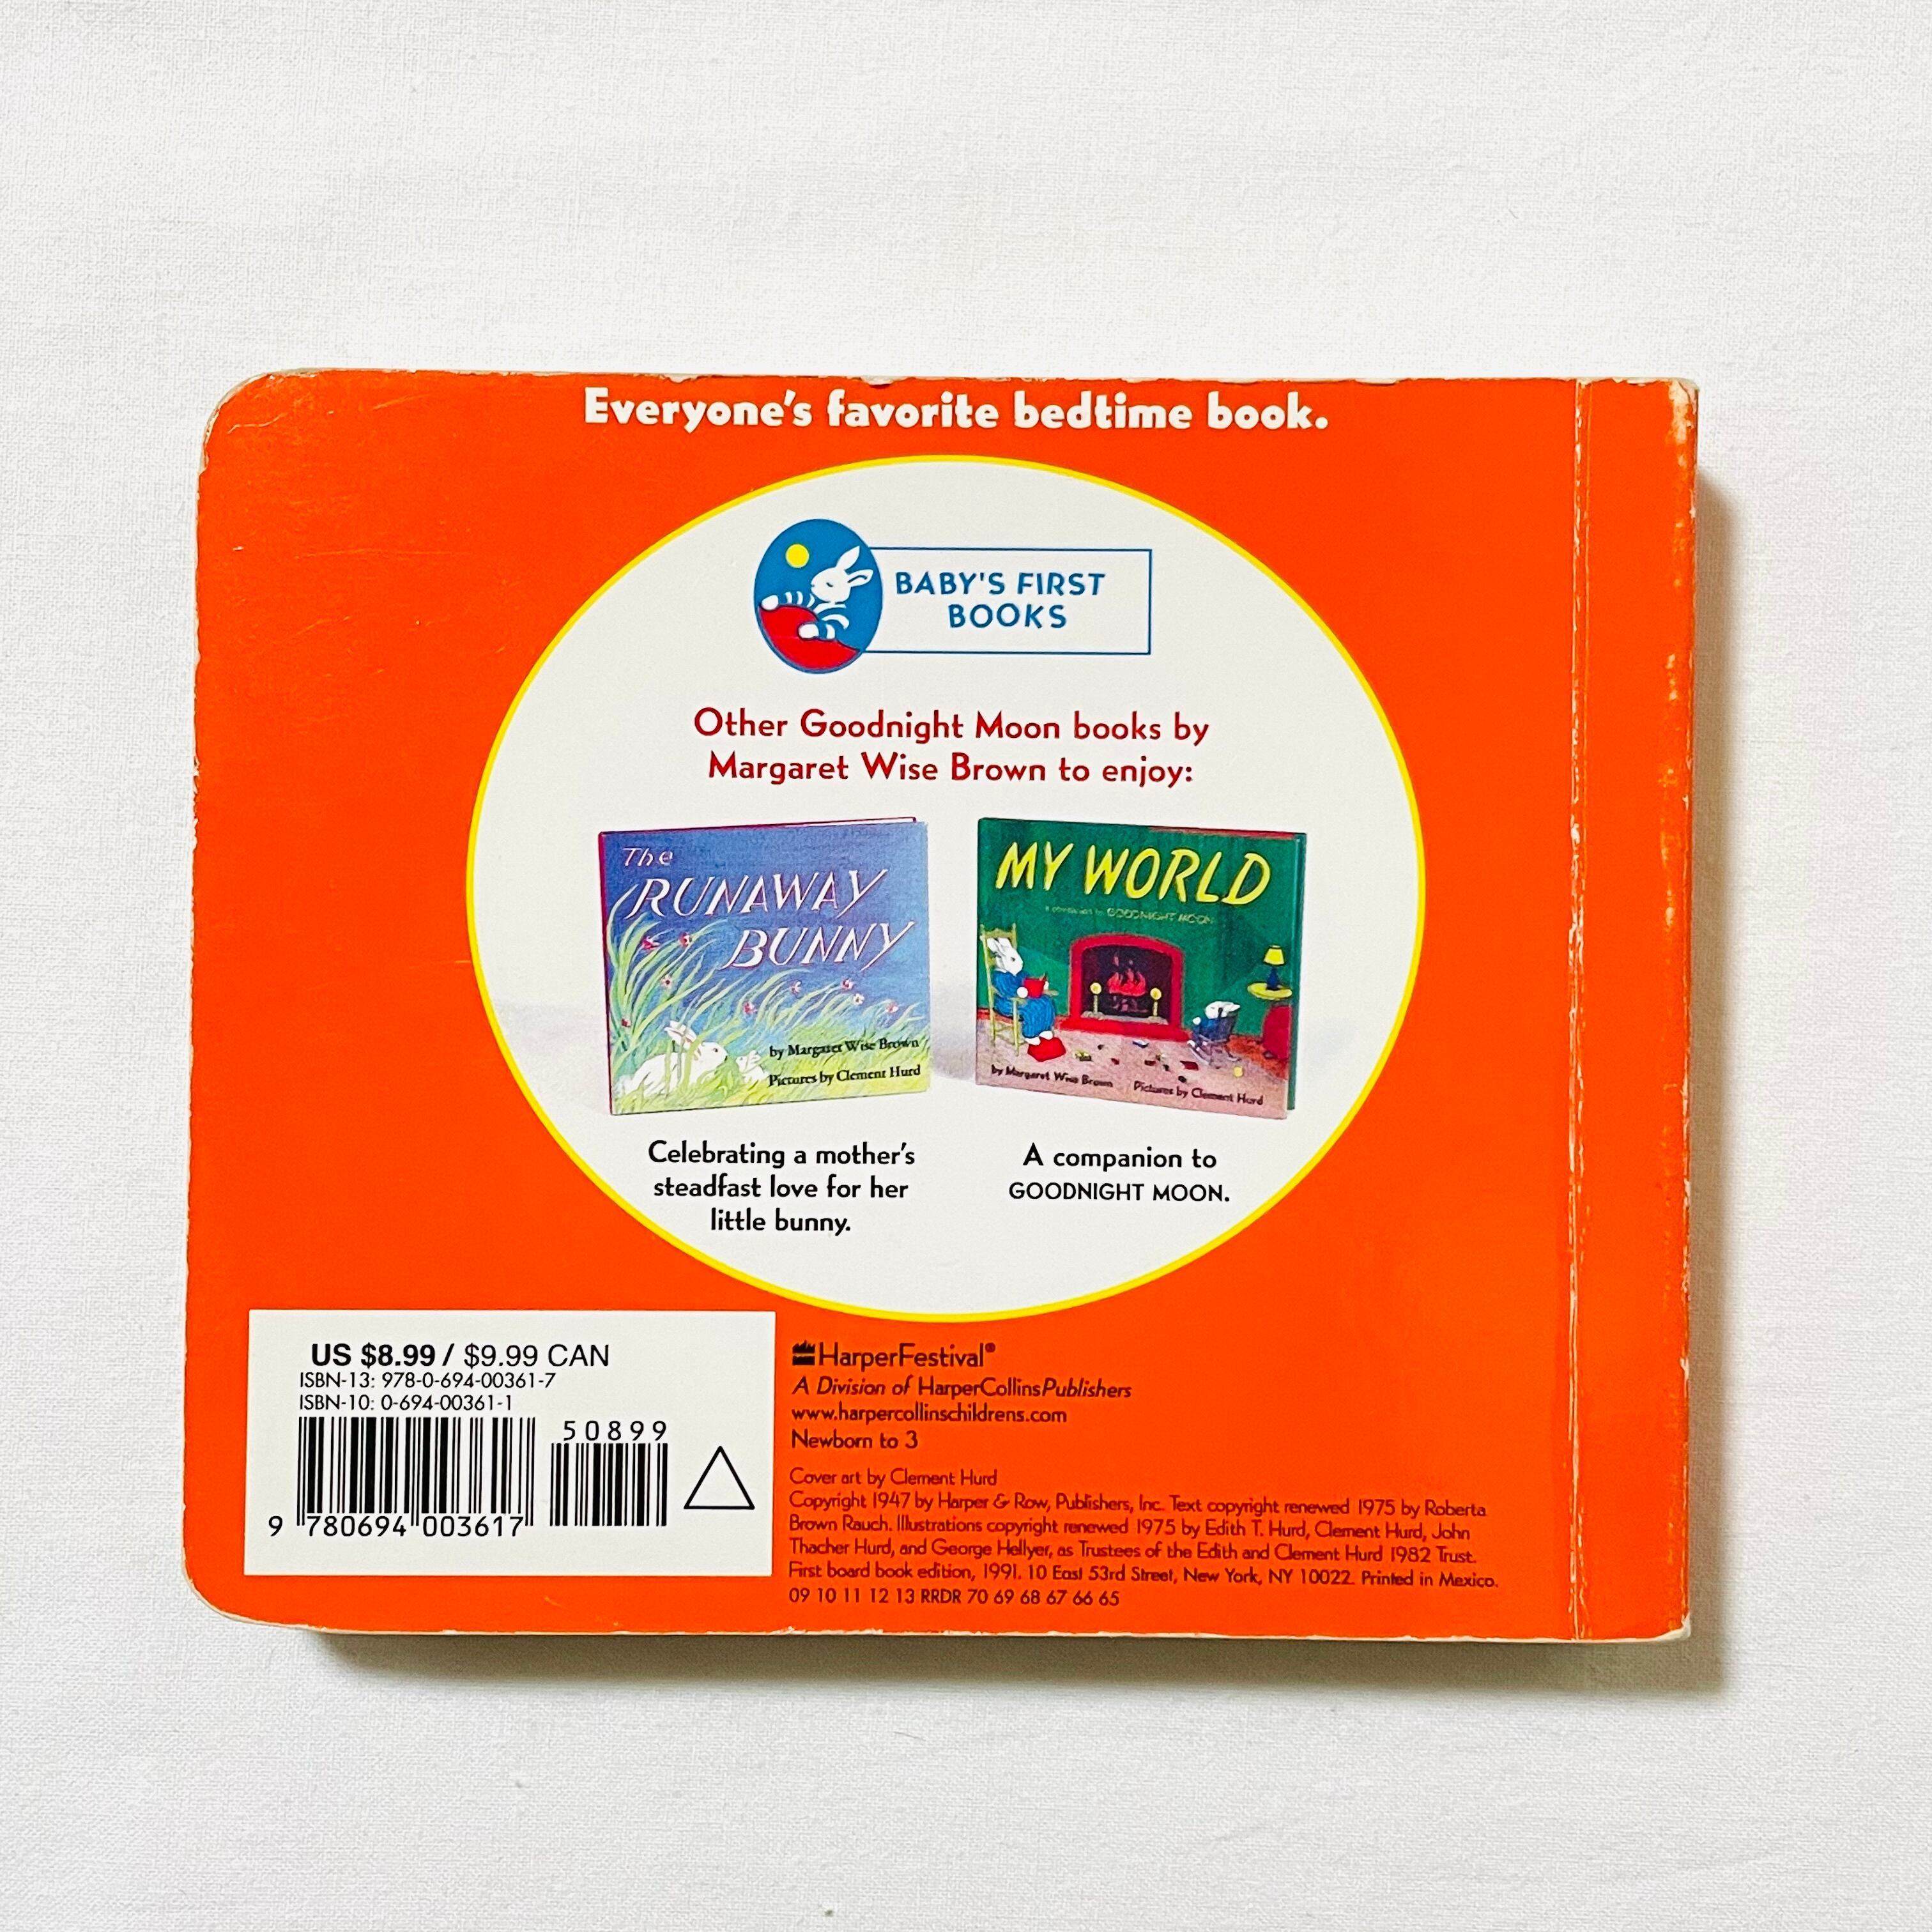 Everyone's favorite bedtime book.
BABY'S FIRST
BOOKS
Other Goodnight Moon books by
Margaret Wise Brown to enjoy:
The
RUNAWAY
BUNNY
by Margaret Wise Brown
Pictures by Clement Hurd
MY WORLD
A companion to GOODNIGHT MOON
by Margaret Wise Brown
Pictures by Clement Hurd
Celebrating a mother's
steadfast love for her
little bunny.
A companion to
GOODNIGHT MOON.
US $8.99 / $9.99 CAN
ISBN-13: 978-0-694-00361-7
ISBN-10: 0-694-00361-1
50899
9 780694 003617
HarperFestival®
A Division of HarperCollinsPublishers
www.harpercollinschildrens.com
Newborn to 3
Cover art by Clement Hurd
Copyright 1947 by Harper & Row, Publishers, Inc. Text copyright renewed 1975 by Roberta
Brown Rauch. Illustrations copyright renewed 1975 by Edith T. Hurd, Clement Hurd, John
Thacher Hurd, and George Hellyer, as Trustees of the Edith and Clement Hurd 1982 Trust.
First board book edition, 1991. 10 East 53rd Street, New York, NY 10022. Printed in Mexico.
09 10 11 12 13 RRDR 70 69 68 67 66 65